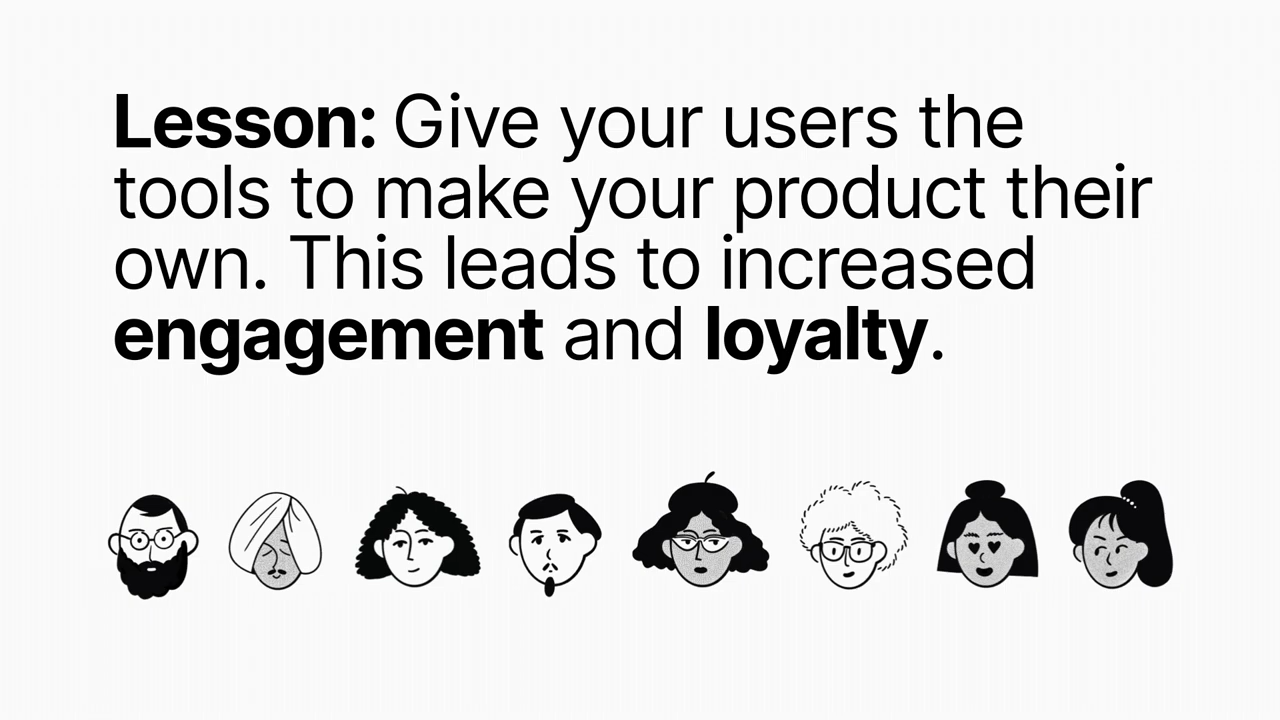 Lesson: Give your users the
tools to make your product their
own. This leads to increased
engagement and loyalty.